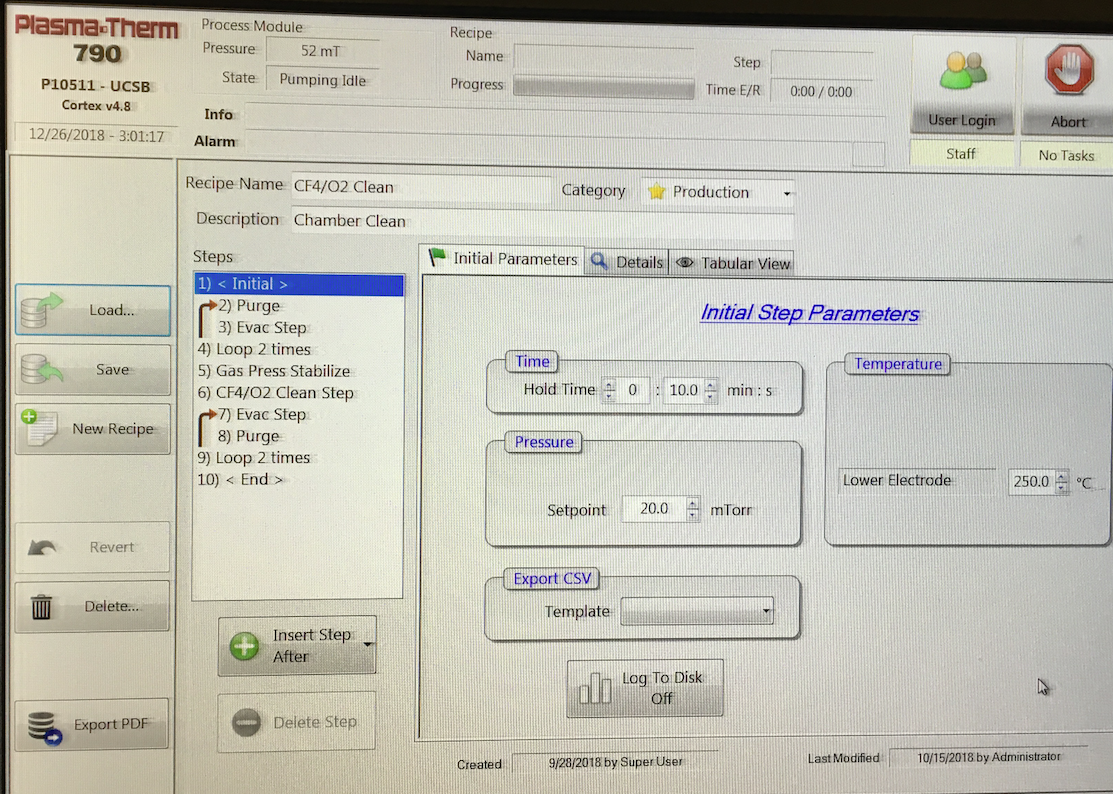 Plasma-Therm
790
P10511 - UCSB
Cortex v4.8
12/26/2018 - 3:01:17
Process Module
Pressure 52 mT
State Pumping Idle
Recipe
Name
Progress
Step
Time E/R 0:00 / 0:00
Info
Alarm
User Login
Staff
Abort
No Tasks
Recipe Name CF4/O2 Clean
Category Production
Description Chamber Clean
Load...
Save
New Recipe
Revert
Delete...
Export PDF
Steps
1) < Initial >
2) Purge
3) Evac Step
4) Loop 2 times
5) Gas Press Stabilize
6) CF4/O2 Clean Step
7) Evac Step
8) Purge
9) Loop 2 times
10) < End >
Insert Step
After
Delete Step
Initial Parameters Details Tabular View
Initial Step Parameters
Time
Hold Time 0 : 10.0 min : s
Pressure
Setpoint 20.0 mTorr
Export CSV
Template
Log To Disk
Off
Temperature
Lower Electrode 250.0 °C
Created 9/28/2018 by Super User
Last Modified 10/15/2018 by Administrator